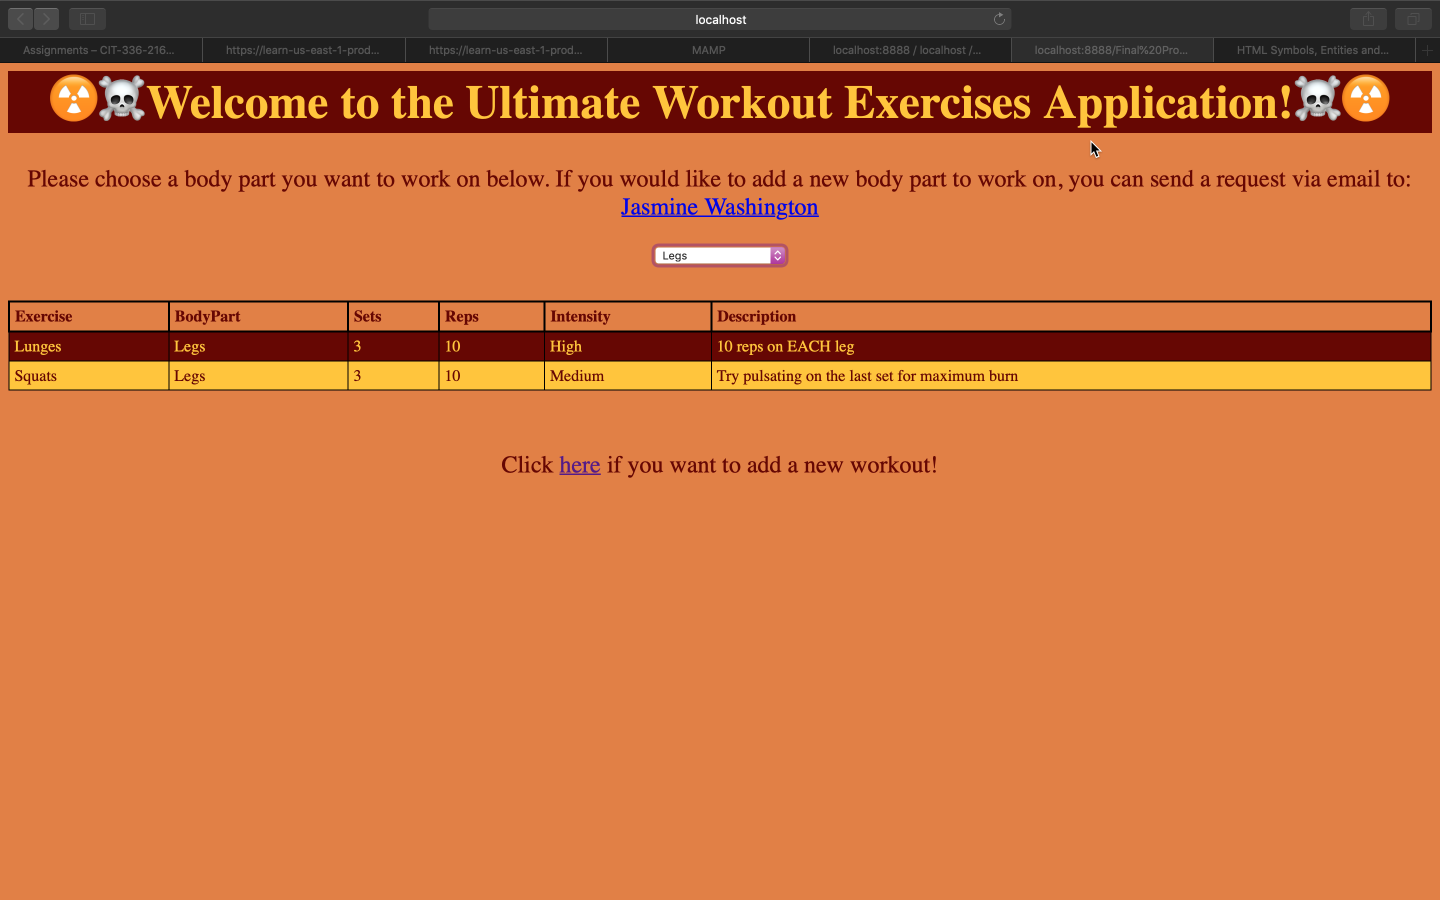 localhost
Assignments – CIT-336-216...
https://learn-us-east-1-prod...
https://learn-us-east-1-prod...
MAMP
localhost:8888 / localhost /...
localhost:8888/Final%20Pro...
HTML Symbols, Entities and...
☢️☠️Welcome to the Ultimate Workout Exercises Application!☠️☢️
Please choose a body part you want to work on below. If you would like to add a new body part to work on, you can send a request via email to:
Jasmine Washington
Legs
Exercise BodyPart Sets Reps Intensity Description
Lunges Legs 3 10 High 10 reps on EACH leg
Squats Legs 3 10 Medium Try pulsating on the last set for maximum burn
Click here if you want to add a new workout!